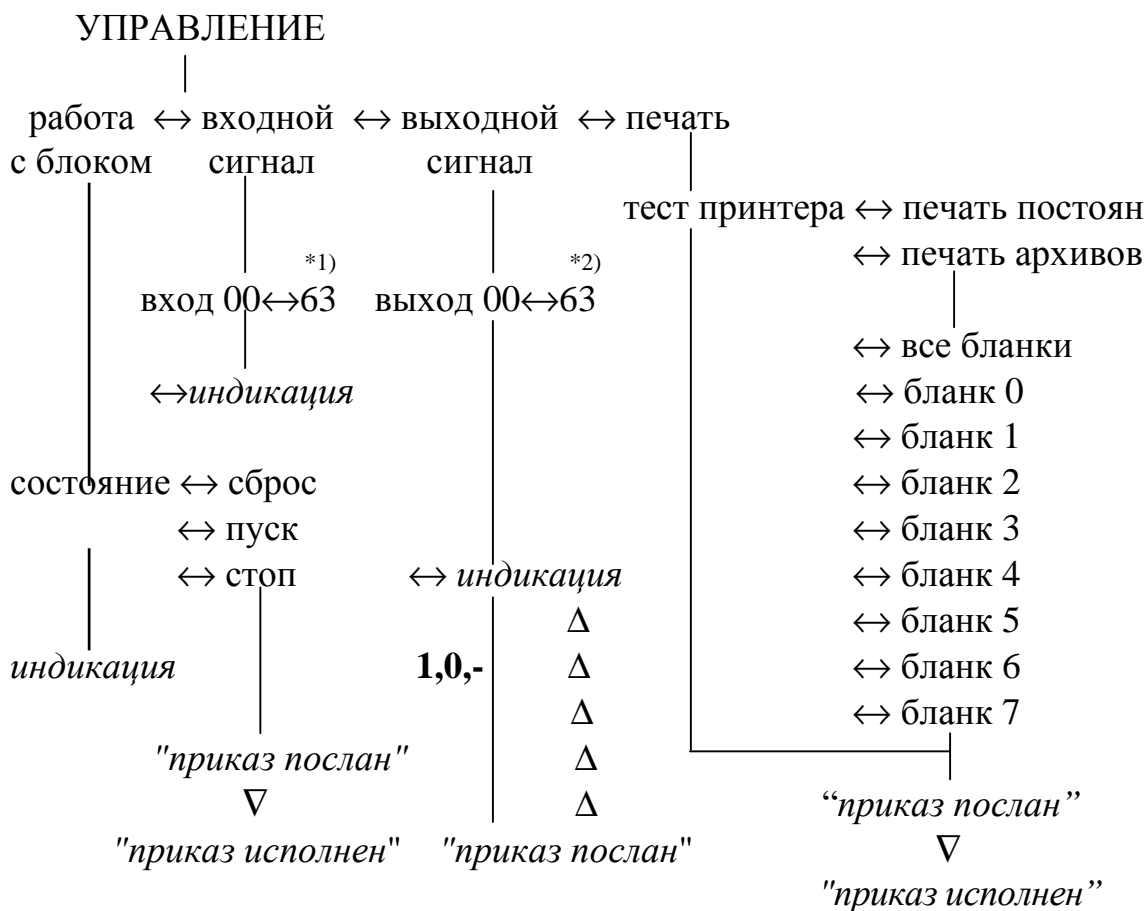 УПРАВЛЕНИЕ
работа ↔ входной ↔ выходной ↔ печать
с блоком сигнал сигнал
тест принтера ↔ печать постоян
↔ печать архивов
*1) *2)
вход 00↔63 выход 00↔63
↔ все бланки
↔индикация ↔ бланк 0
↔ бланк 1
состояние ↔ сброс ↔ бланк 2
↔ пуск ↔ бланк 3
↔ стоп ↔ индикация ↔ бланк 4
Δ ↔ бланк 5
индикация 1,0,- Δ ↔ бланк 6
Δ ↔ бланк 7
"приказ послан" Δ
∇ Δ “приказ послан”
"приказ исполнен" "приказ послан" ∇
"приказ исполнен”